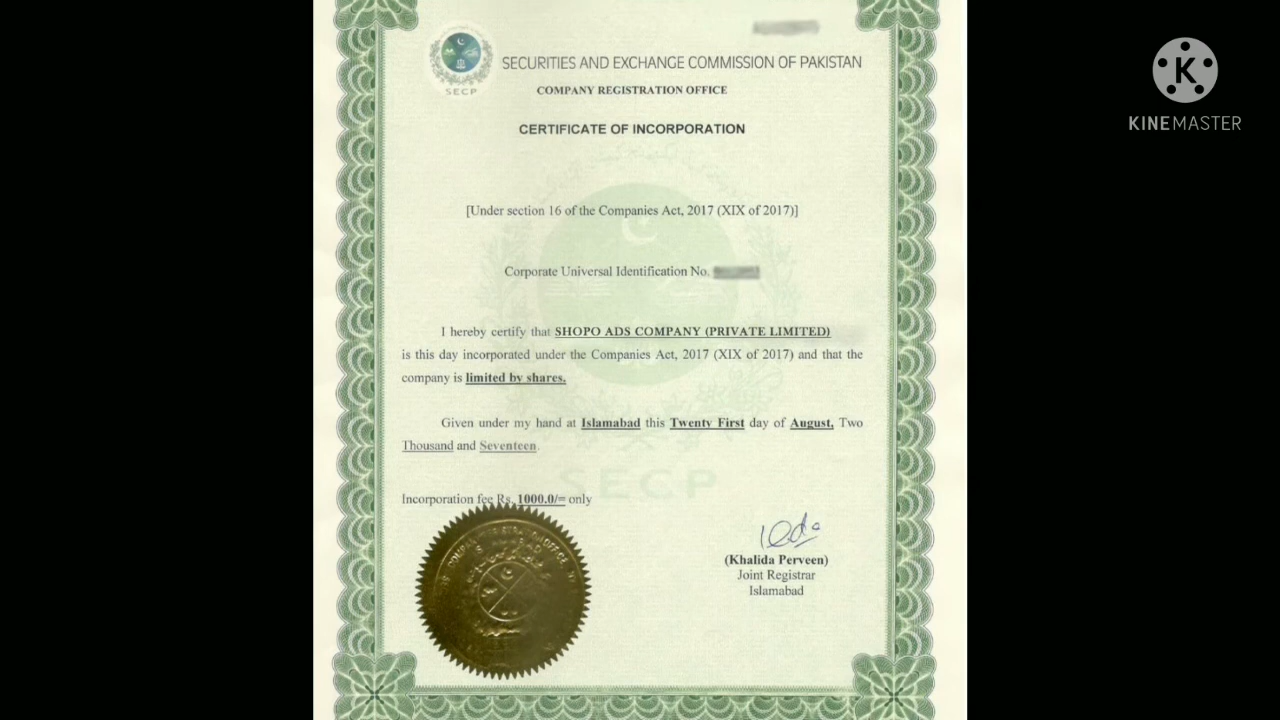 SECURITIES AND EXCHANGE COMMISSION OF PAKISTAN
SECP
COMPANY REGISTRATION OFFICE
CERTIFICATE OF INCORPORATION
[Under section 16 of the Companies Act, 2017 (XIX of 2017)]
Corporate Universal Identification No.
I hereby certify that SHOPO ADS COMPANY (PRIVATE LIMITED)
is this day incorporated under the Companies Act, 2017 (XIX of 2017) and that the
company is limited by shares.
Given under my hand at Islamabad this Twenty First day of August, Two
Thousand and Seventeen.
SECP
Incorporation fee Rs. 1000.0/= only
(Khalida Perveen)
Joint Registrar
Islamabad
K
KINEMASTER